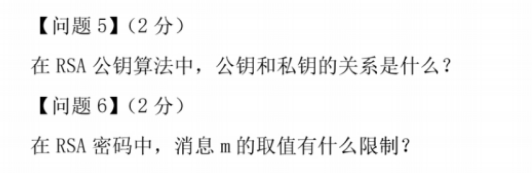 【问题 5】（2 分）
在 RSA 公钥算法中，公钥和私钥的关系是什么？
【问题 6】（2 分）
在 RSA 密码中，消息 m 的取值有什么限制？